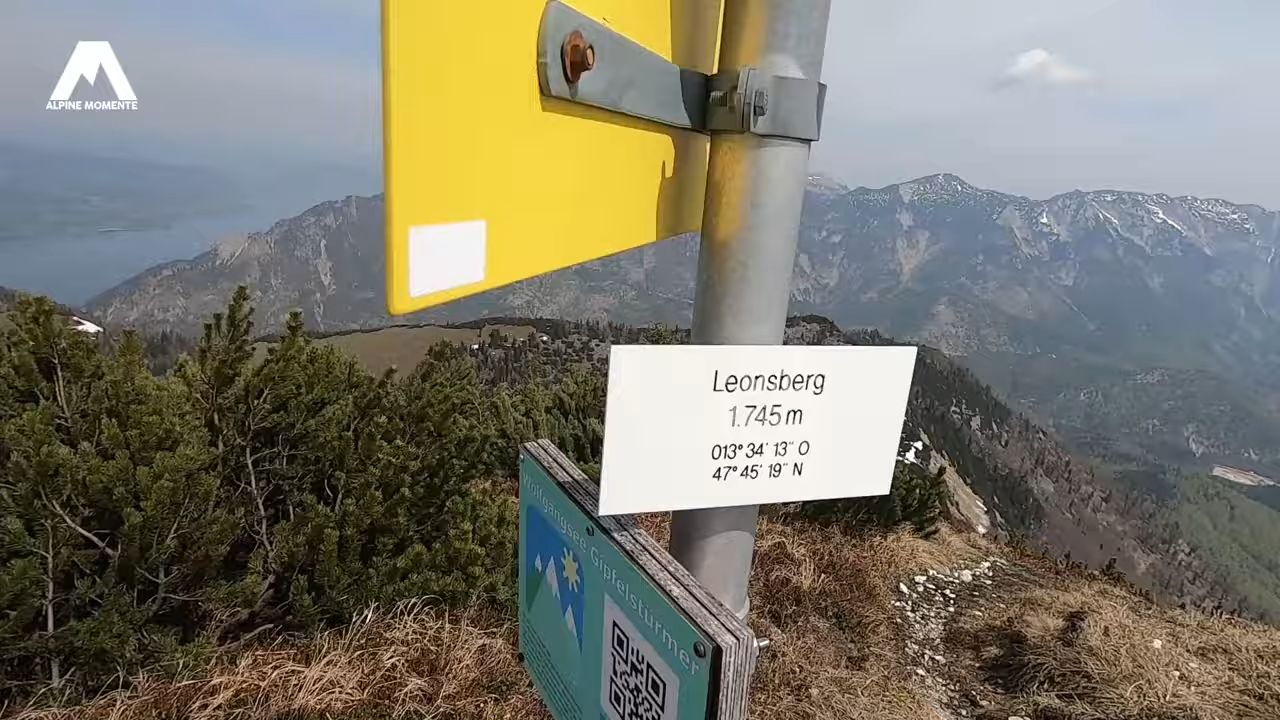 ALPINE MOMENTE
Leonsberg
1.745 m
013° 34' 13" O
47° 45' 19" N
Wolfgangsee Gipfelstürmer